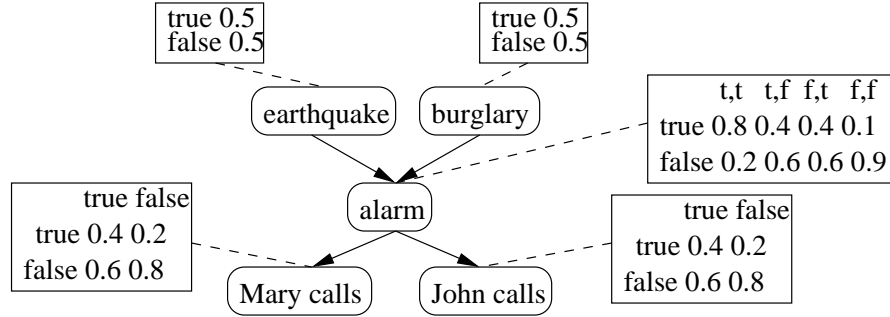 true 0.5
false 0.5
true 0.5
false 0.5
earthquake
burglary
t,t t,f f,t f,f
true 0.8 0.4 0.4 0.1
false 0.2 0.6 0.6 0.9
alarm
true false
true 0.4 0.2
false 0.6 0.8
true false
true 0.4 0.2
false 0.6 0.8
Mary calls
John calls